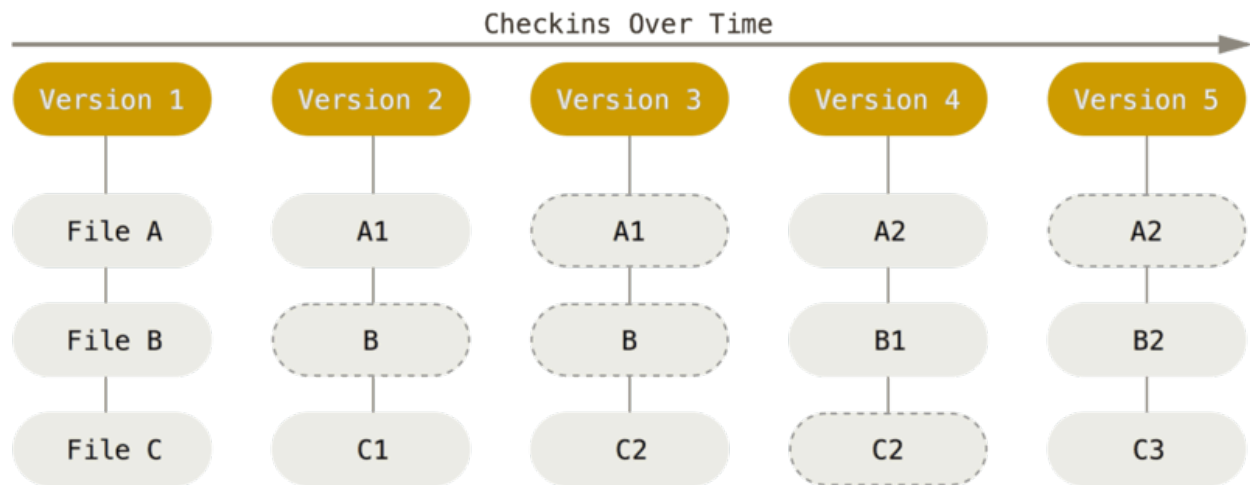 Checkins Over Time
Version 1 Version 2 Version 3 Version 4 Version 5
File A A1 A1 A2 A2
File B B B B1 B2
File C C1 C2 C2 C3